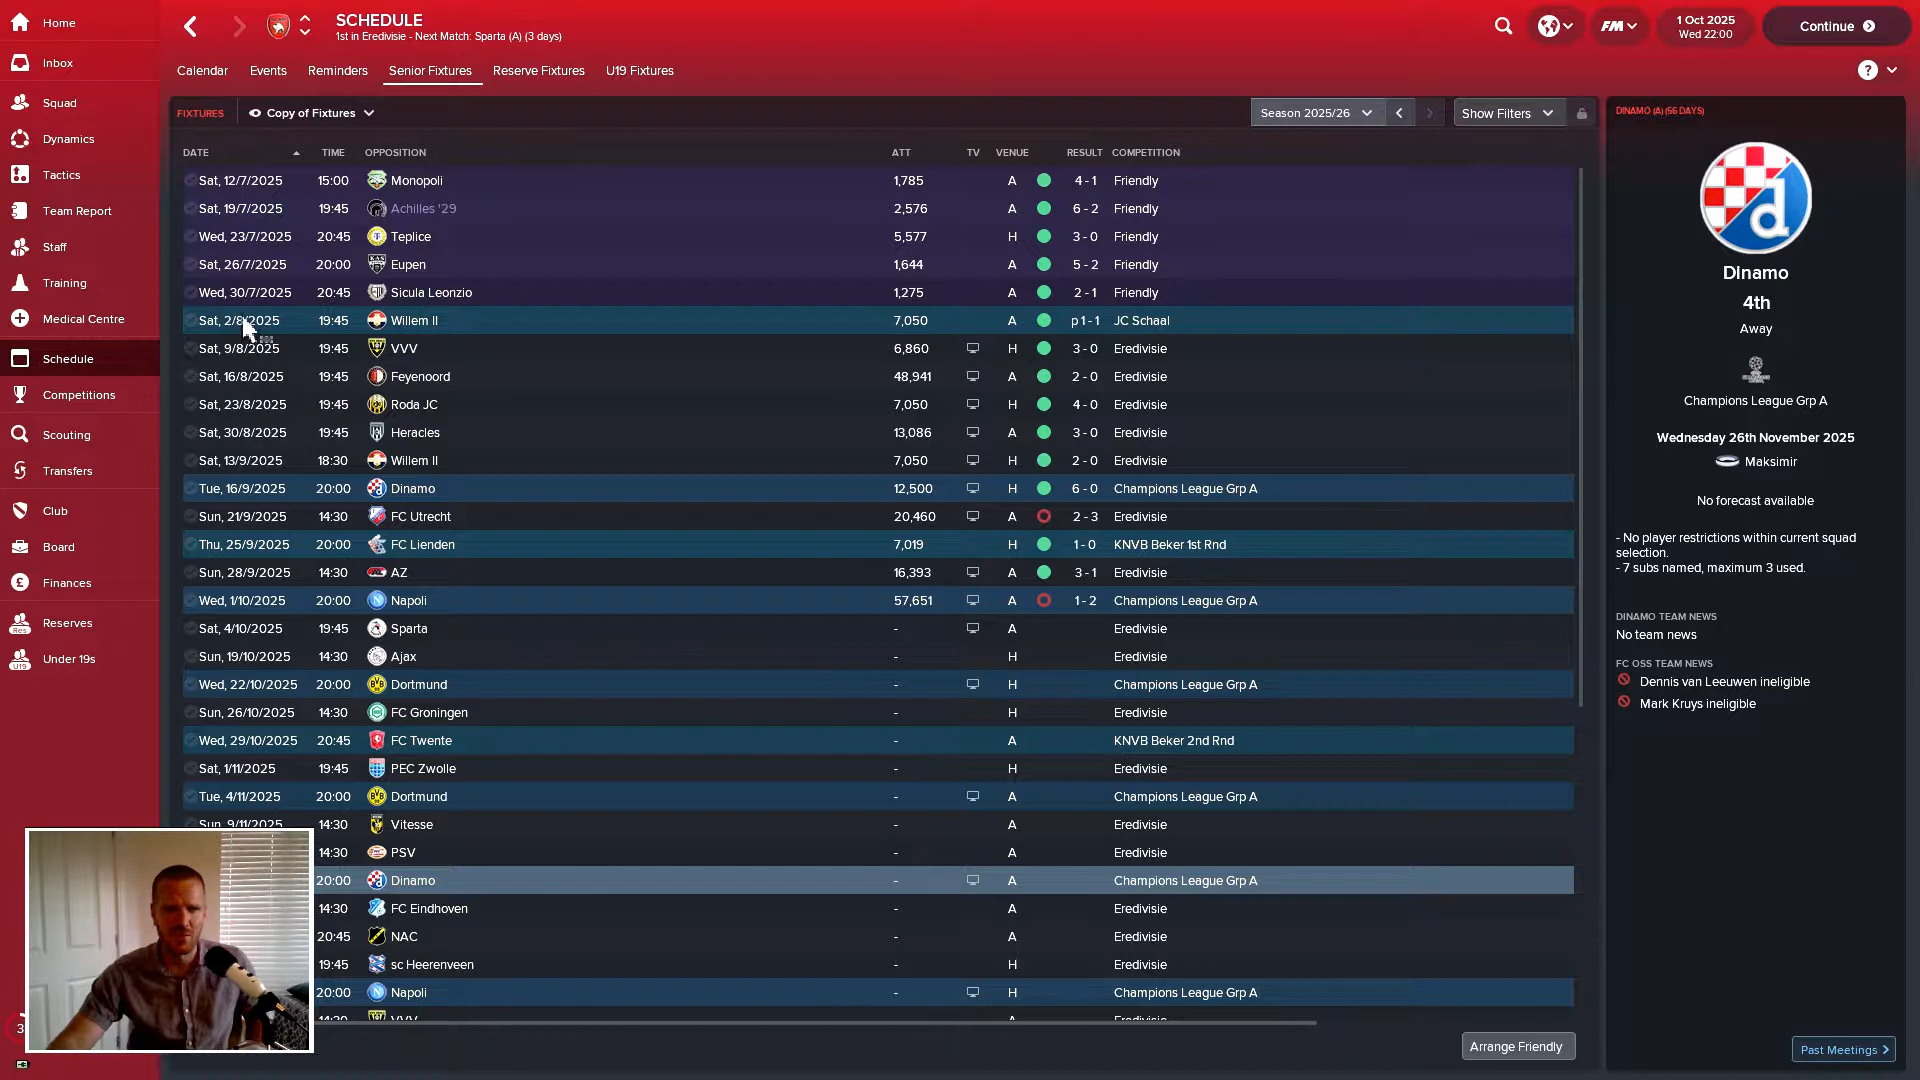 Home
Inbox
Squad
Dynamics
Tactics
Team Report
Staff
Training
Medical Centre
Schedule
Competitions
Scouting
Transfers
Club
Board
Finances
Reserves
Under 19s
SCHEDULE
1st in Eredivisie - Next Match: Sparta (A) (3 days)
FM
1 Oct 2025
Wed 22:00
Continue
Calendar Events Reminders Senior Fixtures Reserve Fixtures U19 Fixtures
FIXTURES Copy of Fixtures Season 2025/26 Show Filters
DATE TIME OPPOSITION ATT TV VENUE RESULT COMPETITION
Sat, 12/7/2025 15:00 Monopoli 1,785 A 4 - 1 Friendly
Sat, 19/7/2025 19:45 Achilles '29 2,576 A 6 - 2 Friendly
Wed, 23/7/2025 20:45 Teplice 5,577 H 3 - 0 Friendly
Sat, 26/7/2025 20:00 Eupen 1,644 A 5 - 2 Friendly
Wed, 30/7/2025 20:45 Sicula Leonzio 1,275 A 2 - 1 Friendly
Sat, 2/8/2025 19:45 Willem II 7,050 A p 1 - 1 JC Schaal
Sat, 9/8/2025 19:45 VVV 6,860 H 3 - 0 Eredivisie
Sat, 16/8/2025 19:45 Feyenoord 48,941 A 2 - 0 Eredivisie
Sat, 23/8/2025 19:45 Roda JC 7,050 H 4 - 0 Eredivisie
Sat, 30/8/2025 19:45 Heracles 13,086 A 3 - 0 Eredivisie
Sat, 13/9/2025 18:30 Willem II 7,050 H 2 - 0 Eredivisie
Tue, 16/9/2025 20:00 Dinamo 12,500 H 6 - 0 Champions League Grp A
Sun, 21/9/2025 14:30 FC Utrecht 20,460 A 2 - 3 Eredivisie
Thu, 25/9/2025 20:00 FC Lienden 7,019 H 1 - 0 KNVB Beker 1st Rnd
Sun, 28/9/2025 14:30 AZ 16,393 A 3 - 1 Eredivisie
Wed, 1/10/2025 20:00 Napoli 57,651 A 1 - 2 Champions League Grp A
Sat, 4/10/2025 19:45 Sparta - A Eredivisie
Sun, 19/10/2025 14:30 Ajax - H Eredivisie
Wed, 22/10/2025 20:00 Dortmund - H Champions League Grp A
Sun, 26/10/2025 14:30 FC Groningen - H Eredivisie
Wed, 29/10/2025 20:45 FC Twente - A KNVB Beker 2nd Rnd
Sat, 1/11/2025 19:45 PEC Zwolle - H Eredivisie
Tue, 4/11/2025 20:00 Dortmund - A Champions League Grp A
Sun, 9/11/2025 14:30 Vitesse - A Eredivisie
14:30 PSV - A Eredivisie
20:00 Dinamo - A Champions League Grp A
14:30 FC Eindhoven - A Eredivisie
20:45 NAC - A Eredivisie
19:45 sc Heerenveen - H Eredivisie
20:00 Napoli - H Champions League Grp A
14:30 VVV - A Eredivisie
Arrange Friendly
DINAMO (A) (56 DAYS)
Dinamo
4th
Away
Champions League Grp A
Wednesday 26th November 2025
Maksimir
No forecast available
- No player restrictions within current squad
selection.
- 7 subs named, maximum 3 used.
DINAMO TEAM NEWS
No team news
FC OSS TEAM NEWS
Dennis van Leeuwen ineligible
Mark Kruys ineligible
Past Meetings